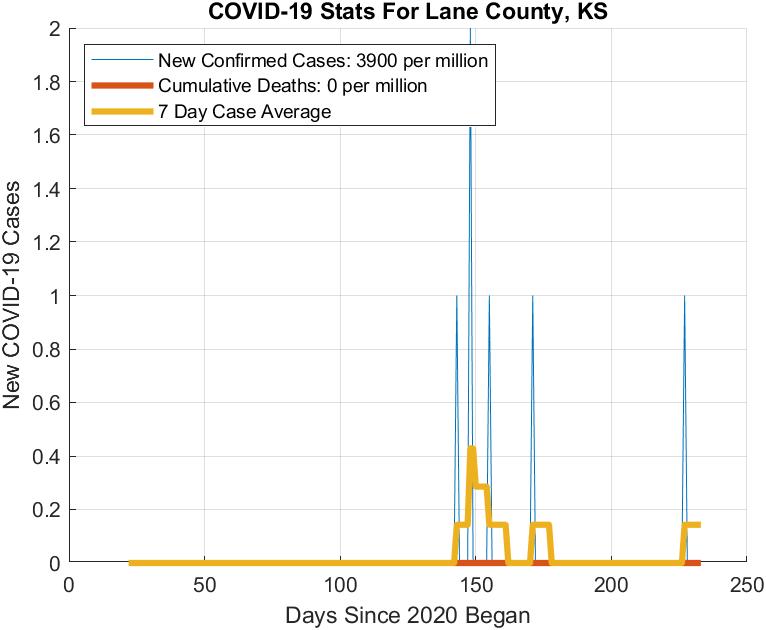 COVID-19 Stats For Lane County, KS
New Confirmed Cases: 3900 per million
Cumulative Deaths: 0 per million
7 Day Case Average
New COVID-19 Cases
2
1.8
1.6
1.4
1.2
1
0.8
0.6
0.4
0.2
0
0 50 100 150 200 250
Days Since 2020 Began